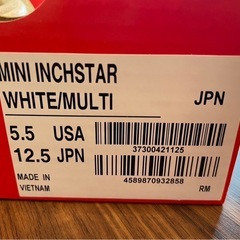 MINI INCHSTAR
WHITE/MULTI JPN
5.5 USA
12.5 JPN
37300421125
MADE IN
VIETNAM
4589870932858
RM